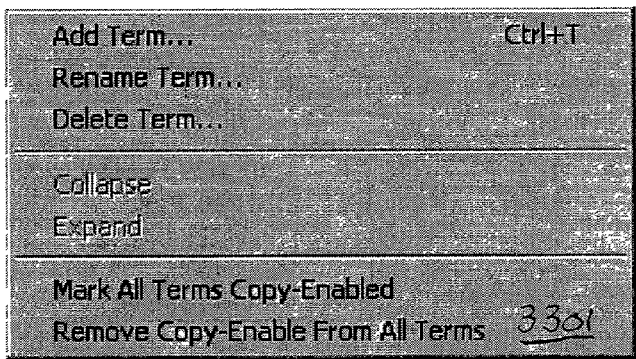 Add Term... Ctrl+T
Rename Term...
Delete Term...
Collapse
Expand
Mark All Terms Copy-Enabled
Remove Copy-Enable From All Terms 3301